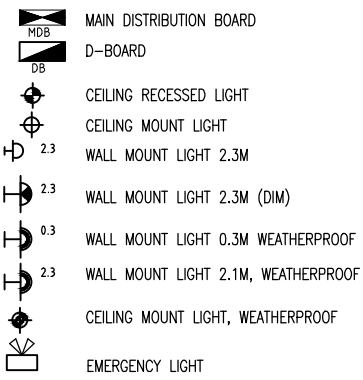 MAIN DISTRIBUTION BOARD
MDB
D-BOARD
DB
CEILING RECESSED LIGHT
CEILING MOUNT LIGHT
2.3 WALL MOUNT LIGHT 2.3M
2.3 WALL MOUNT LIGHT 2.3M (DIM)
0.3 WALL MOUNT LIGHT 0.3M WEATHERPROOF
2.3 WALL MOUNT LIGHT 2.1M, WEATHERPROOF
CEILING MOUNT LIGHT, WEATHERPROOF
EMERGENCY LIGHT